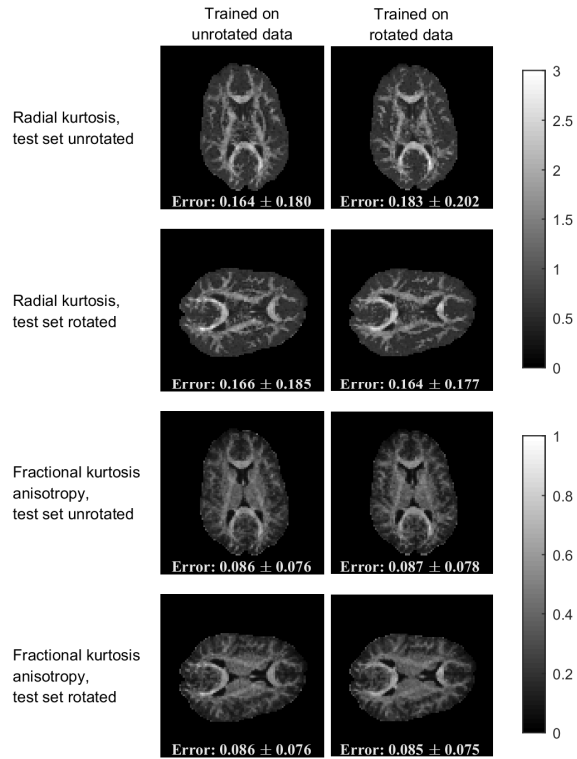 Trained on
unrotated data
Trained on
rotated data
Radial kurtosis,
test set unrotated
Error: 0.164 ± 0.180
Error: 0.183 ± 0.202
3
2.5
2
1.5
1
0.5
0
Radial kurtosis,
test set rotated
Error: 0.166 ± 0.185
Error: 0.164 ± 0.177
Fractional kurtosis
anisotropy,
test set unrotated
Error: 0.086 ± 0.076
Error: 0.087 ± 0.078
1
0.8
0.6
0.4
0.2
0
Fractional kurtosis
anisotropy,
test set rotated
Error: 0.086 ± 0.076
Error: 0.085 ± 0.075